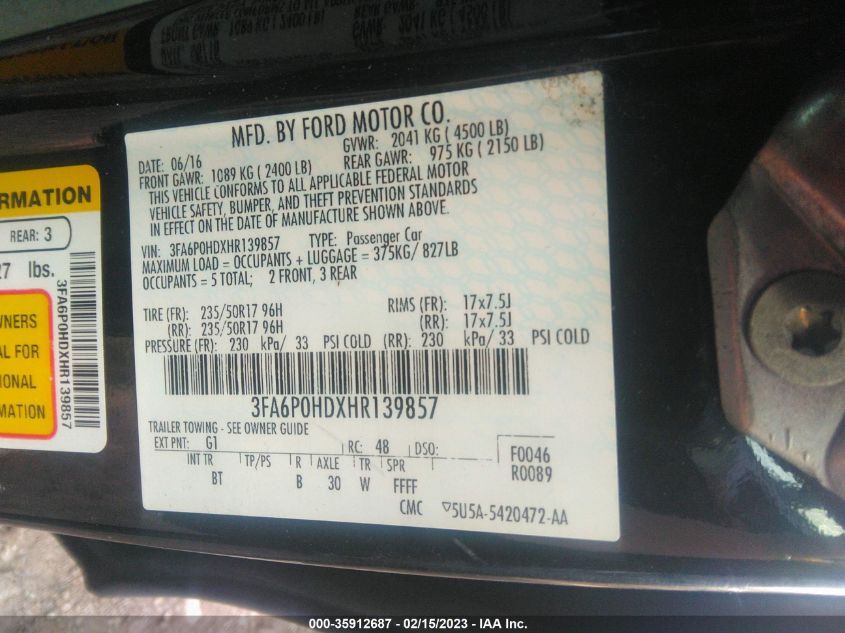 MFD. BY FORD MOTOR CO.
DATE: 06/16 GVWR: 2041 KG (4500 LB)
FRONT GAWR: 1089 KG (2400 LB) REAR GAWR: 975 KG (2150 LB)
THIS VEHICLE CONFORMS TO ALL APPLICABLE FEDERAL MOTOR
VEHICLE SAFETY, BUMPER, AND THEFT PREVENTION STANDARDS
IN EFFECT ON THE DATE OF MANUFACTURE SHOWN ABOVE.
VIN: 3FA6P0HDXHR139857 TYPE: Passenger Car
MAXIMUM LOAD = OCCUPANTS + LUGGAGE = 375KG/ 827LB
OCCUPANTS = 5 TOTAL; 2 FRONT, 3 REAR
TIRE (FR): 235/50R17 96H RIMS (FR): 17x7.5J
(RR): 235/50R17 96H (RR): 17x7.5J
PRESSURE (FR): 230 kPa/ 33 PSI COLD (RR): 230 kPa/ 33 PSI COLD
3FA6P0HDXHR139857
TRAILER TOWING - SEE OWNER GUIDE
EXT PNT: G1 RC: 48 DSO: F0046
R0089
INT TR TP/PS R AXLE TR SPR
BT B 30 W FFFF
CMC 5U5A-5420472-AA
RMATION
REAR: 3
27 lbs.
WNERS
AL FOR
IONAL
ATION
3FA6P0HDXHR139857
000-35912687 - 02/15/2023 - IAA Inc.